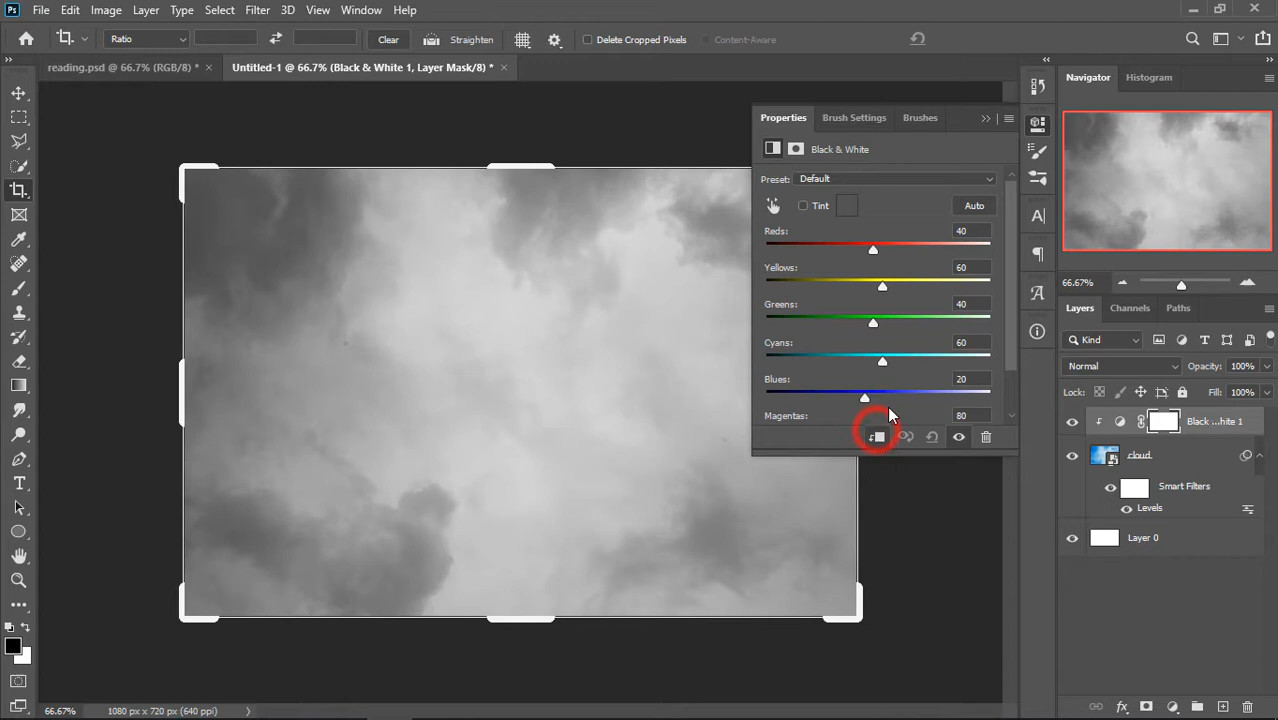 Ps File Edit Image Layer Type Select Filter 3D View Window Help
Ratio Clear Straighten Delete Cropped Pixels Content-Aware
reading.psd @ 66.7% (RGB/8) * × Untitled-1 @ 66.7% (Black & White 1, Layer Mask/8) * ×
Navigator Histogram
Properties Brush Settings Brushes
Black & White
Preset: Default
Tint Auto
Reds: 40
Yellows: 60
Greens: 40
Cyans: 60
Blues: 20
Magentas: 80
66.67%
Layers Channels Paths
Kind
Normal Opacity: 100%
Lock: Fill: 100%
Black ...hite 1
.cloud.
Smart Filters
Levels
Layer 0
66.67% 1080 px x 720 px (640 ppi)